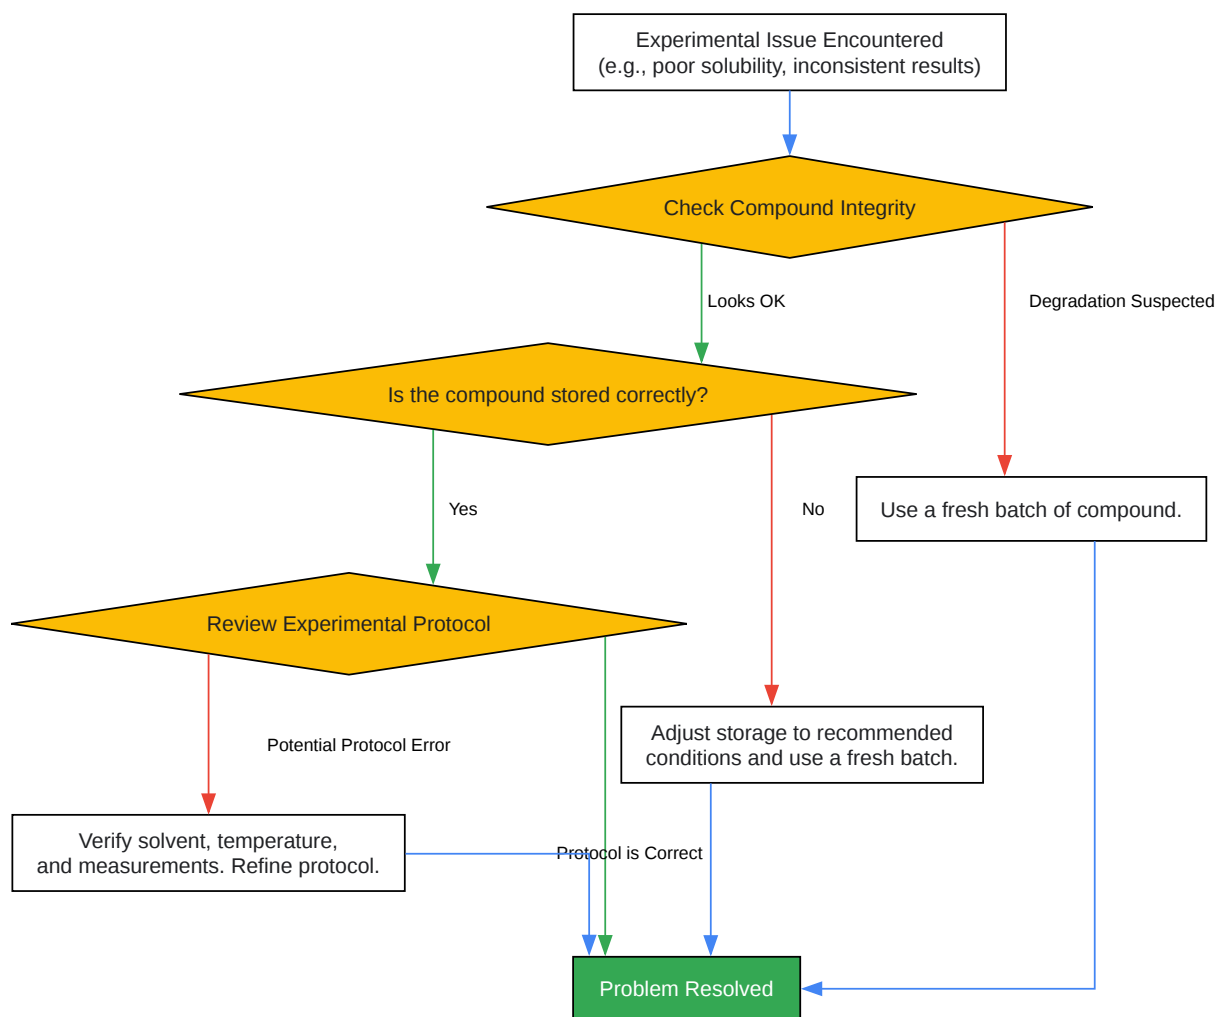 Experimental Issue Encountered
(e.g., poor solubility, inconsistent results)
Check Compound Integrity
Looks OK
Degradation Suspected
Is the compound stored correctly?
Yes
No
Use a fresh batch of compound.
Review Experimental Protocol
Potential Protocol Error
Adjust storage to recommended
conditions and use a fresh batch.
Verify solvent, temperature,
and measurements. Refine protocol.
Protocol is Correct
Problem Resolved